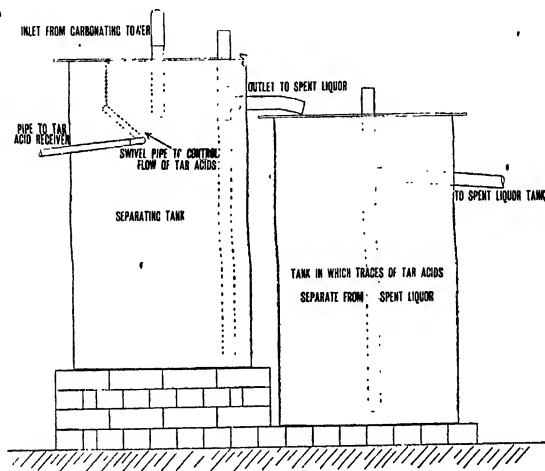 INLET FROM CARBONATING TOWER
OUTLET TO SPENT LIQUOR
PIPE TO TAR
ACID RECEIVER
SWIVEL PIPE TO CONTROL
FLOW OF TAR ACIDS
SEPARATING TANK
TO SPENT LIQUOR TANK
TANK IN WHICH TRACES OF TAR ACIDS
SEPARATE FROM SPENT LIQUOR